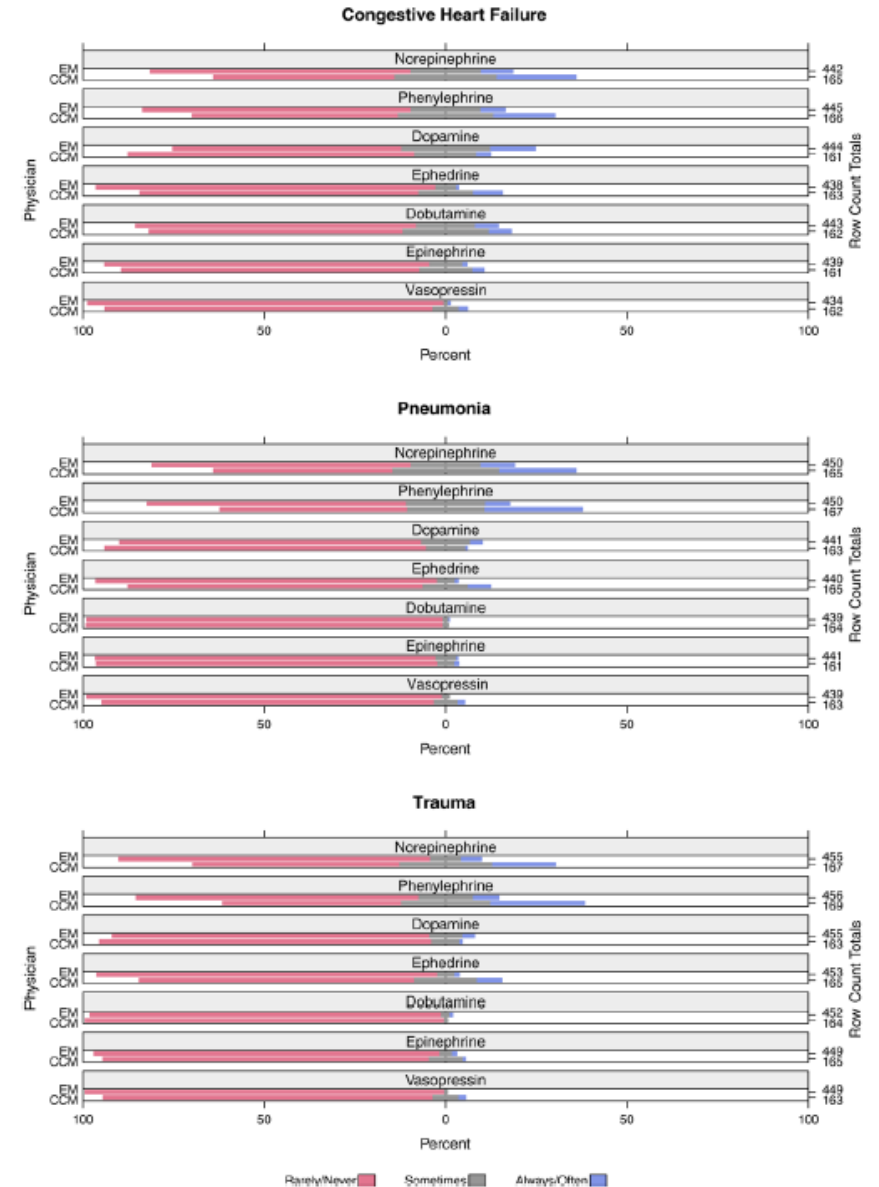 Congestive Heart Failure
Norepinephrine
EM 442
CCM 165
Phenylephrine
EM 445
CCM 166
Dopamine
EM 444
CCM 161
Ephedrine
EM 438
CCM 163
Dobutamine
EM 443
CCM 162
Epinephrine
EM 439
CCM 161
Vasopressin
EM 434
CCM 162
Physician
Row Count Totals
100 50 0 50 100
Percent
Pneumonia
Norepinephrine
EM 450
CCM 165
Phenylephrine
EM 450
CCM 167
Dopamine
EM 441
CCM 163
Ephedrine
EM 440
CCM 165
Dobutamine
EM 439
CCM 164
Epinephrine
EM 441
CCM 161
Vasopressin
EM 439
CCM 163
Physician
Row Count Totals
100 50 0 50 100
Percent
Trauma
Norepinephrine
EM 455
CCM 167
Phenylephrine
EM 456
CCM 169
Dopamine
EM 455
CCM 163
Ephedrine
EM 453
CCM 165
Dobutamine
EM 452
CCM 164
Epinephrine
EM 449
CCM 165
Vasopressin
EM 449
CCM 163
Physician
Row Count Totals
100 50 0 50 100
Percent
Rarely/Never Sometimes Always/Often